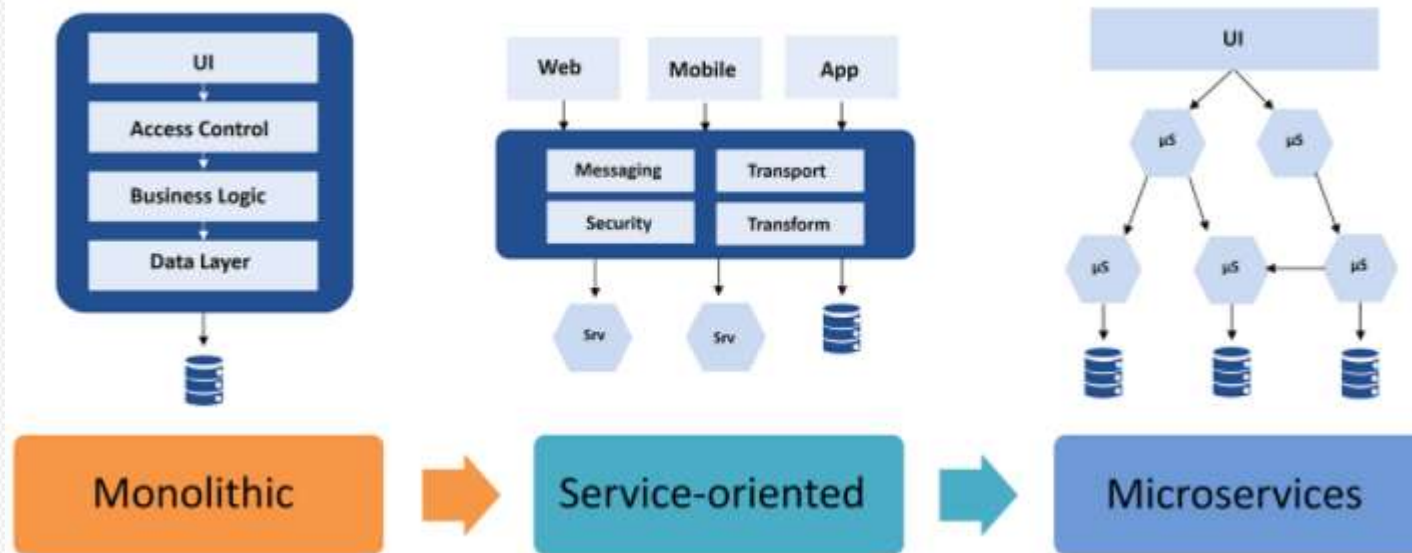 UI
Access Control
Business Logic
Data Layer
Web
Mobile
App
Messaging
Transport
Security
Transform
Srv
Srv
UI
μS
μS
μS
μS
μS
Monolithic
Service-oriented
Microservices